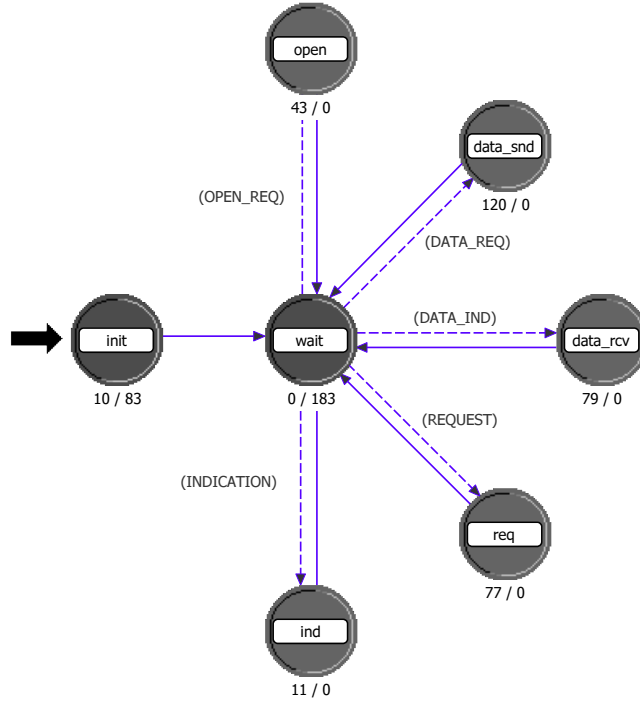 open
43 / 0
data_snd
120 / 0
(OPEN_REQ)
(DATA_REQ)
(DATA_IND)
init
wait
data_rcv
10 / 83
0 / 183
79 / 0
(REQUEST)
(INDICATION)
req
77 / 0
ind
11 / 0